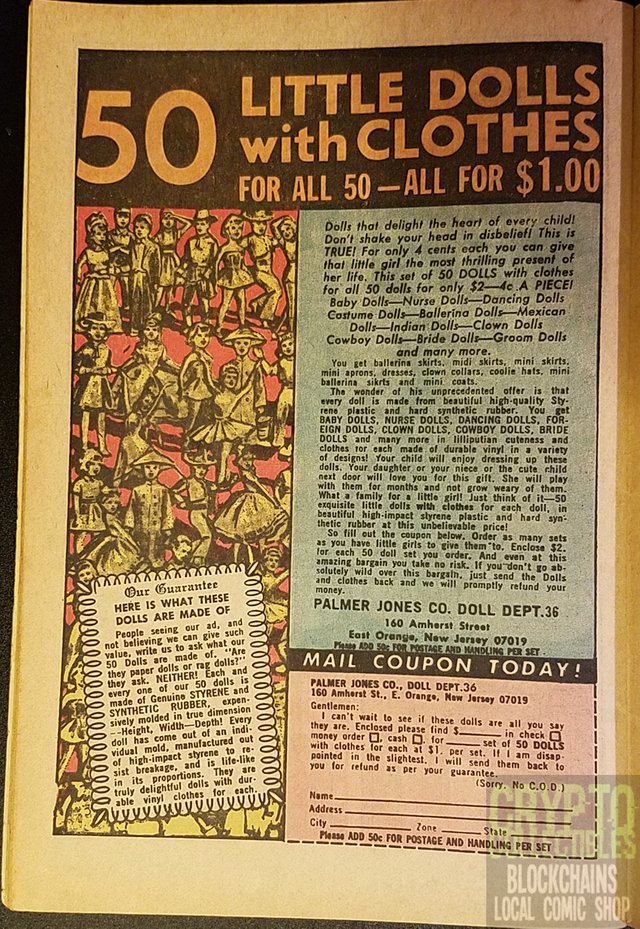 50 LITTLE DOLLS
with CLOTHES
FOR ALL 50 — ALL FOR $1.00
Dolls that delight the heart of every child!
Don't shake your head in disbelief! This is
TRUE! For only 4 cents each you can give
that little girl the most thrilling present of
her life. This set of 50 DOLLS with clothes
for all 50 dolls for only $2—4c A PIECE!
Baby Dolls—Nurse Dolls—Dancing Dolls
Costume Dolls—Ballerina Dolls—Mexican
Dolls—Indian Dolls—Clown Dolls
Cowboy Dolls—Bride Dolls—Groom Dolls
and many more.
You get ballerina skirts, midi skirts, mini skirts,
mini aprons, dresses, clown collars, coolie hats, mini
ballerina sikrts and mini coats.
The wonder of his unprecedented offer is that
every doll is made from beautiful high-quality Sty-
rene plastic and hard synthetic rubber. You get
BABY DOLLS, NURSE DOLLS, DANCING DOLLS, FOR-
EIGN DOLLS, CLOWN DOLLS, COWBOY DOLLS, BRIDE
DOLLS and many more in lilliputian cuteness and
clothes for each made of durable vinyl in a variety
of designs! Your child will enjoy dressing up these
dolls. Your daughter or your niece or the cute child
next door will love you for this gift. She will play
with them for months and not grow weary of them.
What a family for a little girl! Just think of it—50
exquisite little dolls with clothes for each doll, in
beautiful high-impact styrene plastic and hard syn-
thetic rubber at this unbelievable price!
So fill out the coupon below. Order as many sets
as you have little girls to give them to. Enclose $2.
for each 50 doll set you order. And even at this
amazing bargain you take no risk. If you don't go ab-
solutely wild over this bargain, just send the Dolls
and clothes back and we will promptly refund your
money.
PALMER JONES CO. DOLL DEPT.36
160 Amherst Street
East Orange, New Jersey 07019
Please ADD 50c FOR POSTAGE AND HANDLING PER SET
Our Guarantee
HERE IS WHAT THESE
DOLLS ARE MADE OF
People seeing our ad, and
not believing we can give such
value, write us to ask what our
50 Dolls are made of. "Are
they paper dolls or rag dolls?"
they ask. NEITHER! Each and
every one of our 50 dolls is
made of Genuine STYRENE and
SYNTHETIC RUBBER, expen-
sively molded in true dimension
—Height, Width—Depth! Every
doll has come out of an indi-
vidual mold, manufactured out
of high-impact styrene to re-
sist breakage, and is life-like
in its proportions. They are
truly delightful dolls with dur-
able vinyl clothes for each.
MAIL COUPON TODAY!
PALMER JONES CO., DOLL DEPT.36
160 Amherst St., E. Orange, New Jersey 07019
Gentlemen:
I can't wait to see if these dolls are all you say
they are. Enclosed please find $ in check
money order , cash , for set of 50 DOLLS
with clothes for each at $1. per set. If I am disap-
pointed in the slightest. I will send them back to
you for refund as per your guarantee.
(Sorry. No C.O.D.)
Name
Address
City Zone State
Please ADD 50c FOR POSTAGE AND HANDLING PER SET
CRYPTO
COLLECTIBLES
BLOCKCHAINS
LOCAL COMIC SHOP